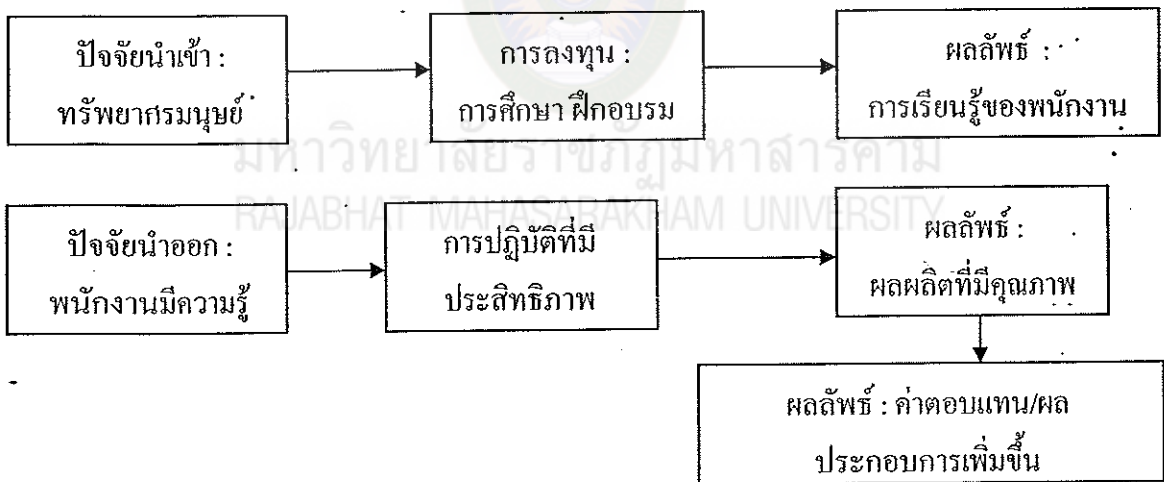 ปัจจัยนำเข้า :
ทรัพยาศรมนุษย์
การลงทุน :
การศึกษา ฝึกอบรม
ผลลัพธ์ :
การเรียนรู้ของพนักงาน
มหาวิทยาลัยราชภัฏมหาสารคาม
RAJABHAT MAHASARAKHAM UNIVERSITY
ปัจจัยนำออก :
พนักงานมีความรู้
การปฏิบัติที่มี
ประสิทธิภาพ
ผลลัพธ์ :
ผลผลิตที่มีคุณภาพ
ผลลัพธ์ : ค่าตอบแทน/ผล
ประกอบการเพิ่มขึ้น